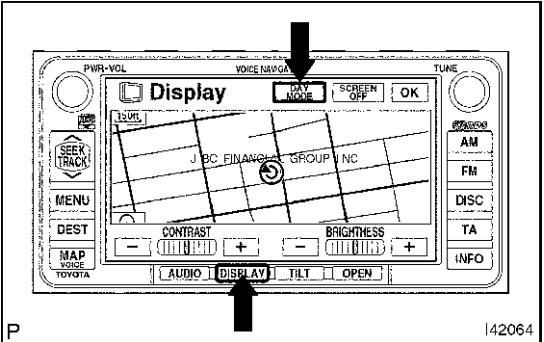 PWR-VOL
VOICE NAVIGAT
TUNE
Display
DAY MODE
SCREEN OFF
OK
150ft
J BC FINANCIAL GROUP INC
SEEK
TRACK
MENU
DEST
MAP
VOICE
TOYOTA
AM
FM
DISC
TA
INFO
CONTRAST
BRIGHTNESS
− + − +
AUDIO DISPLAY TILT OPEN
P
I42064